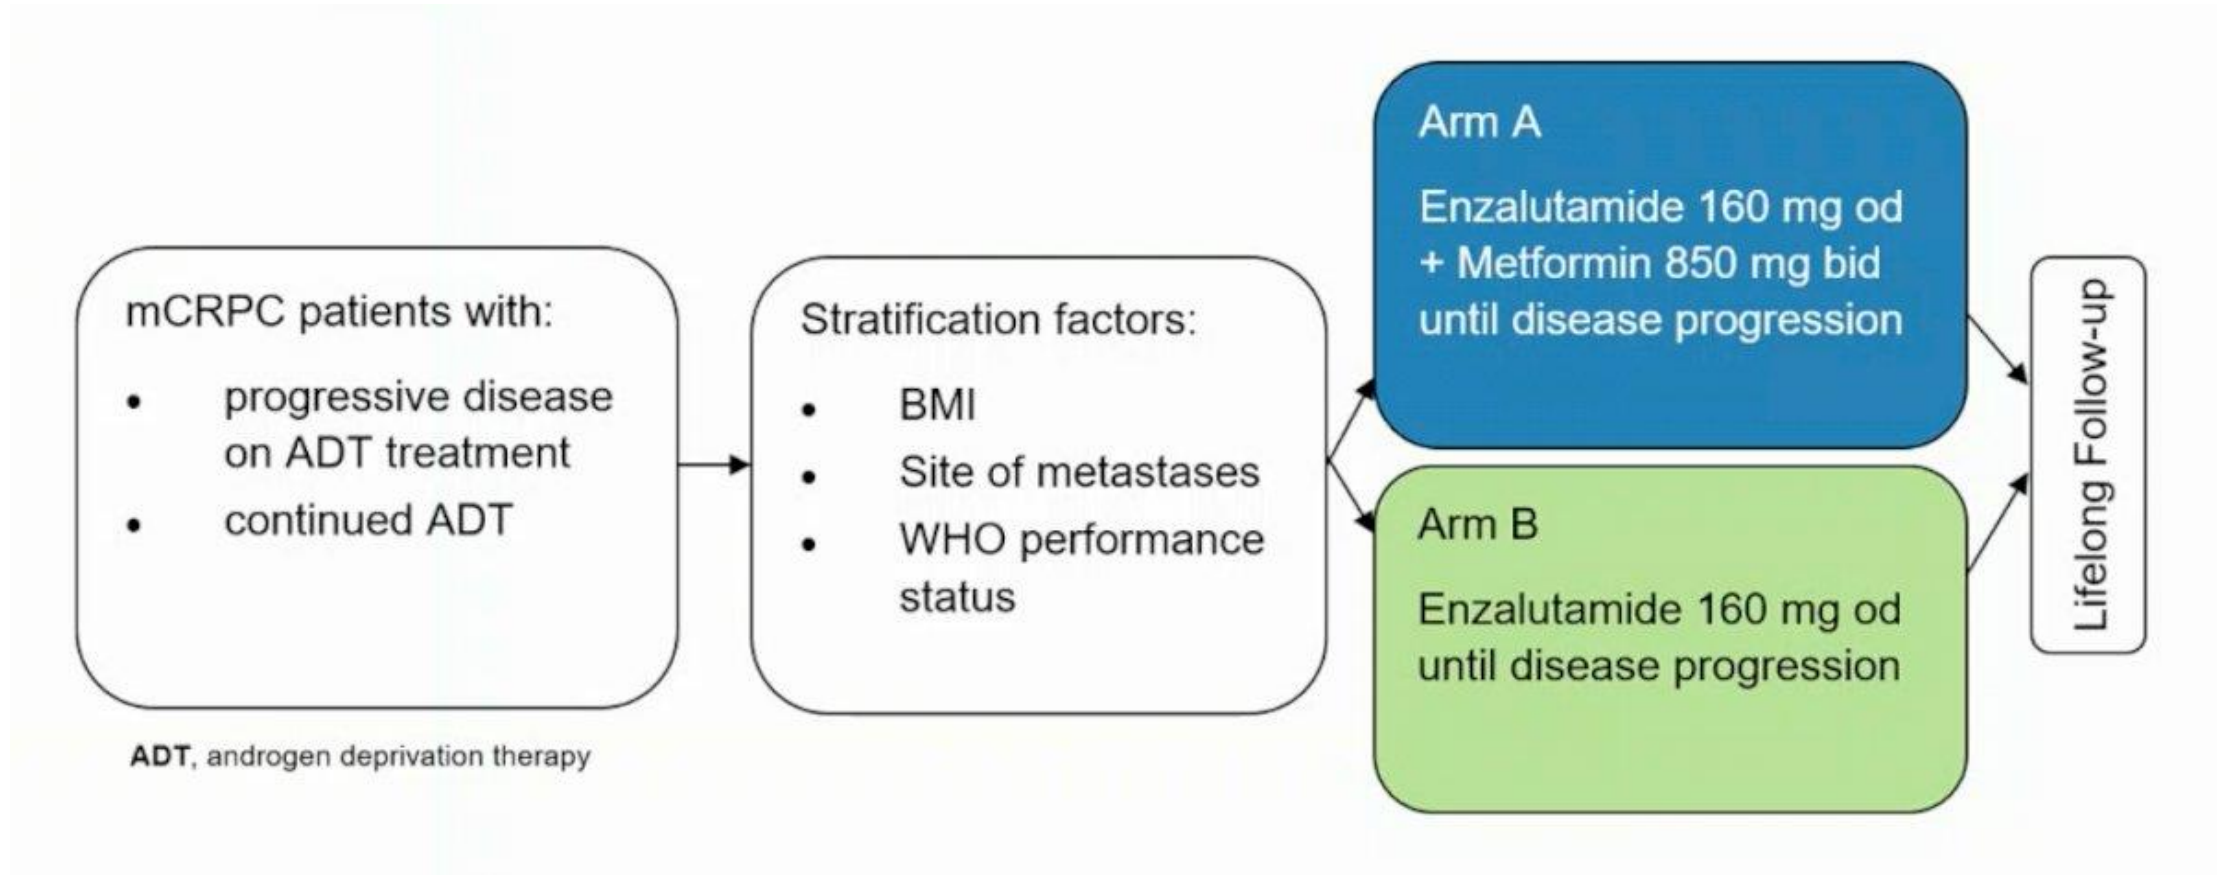 mCRPC patients with:
• progressive disease
on ADT treatment
• continued ADT
ADT, androgen deprivation therapy
Stratification factors:
• BMI
• Site of metastases
• WHO performance
status
Arm A
Enzalutamide 160 mg od
+ Metformin 850 mg bid
until disease progression
Arm B
Enzalutamide 160 mg od
until disease progression
Lifelong Follow-up